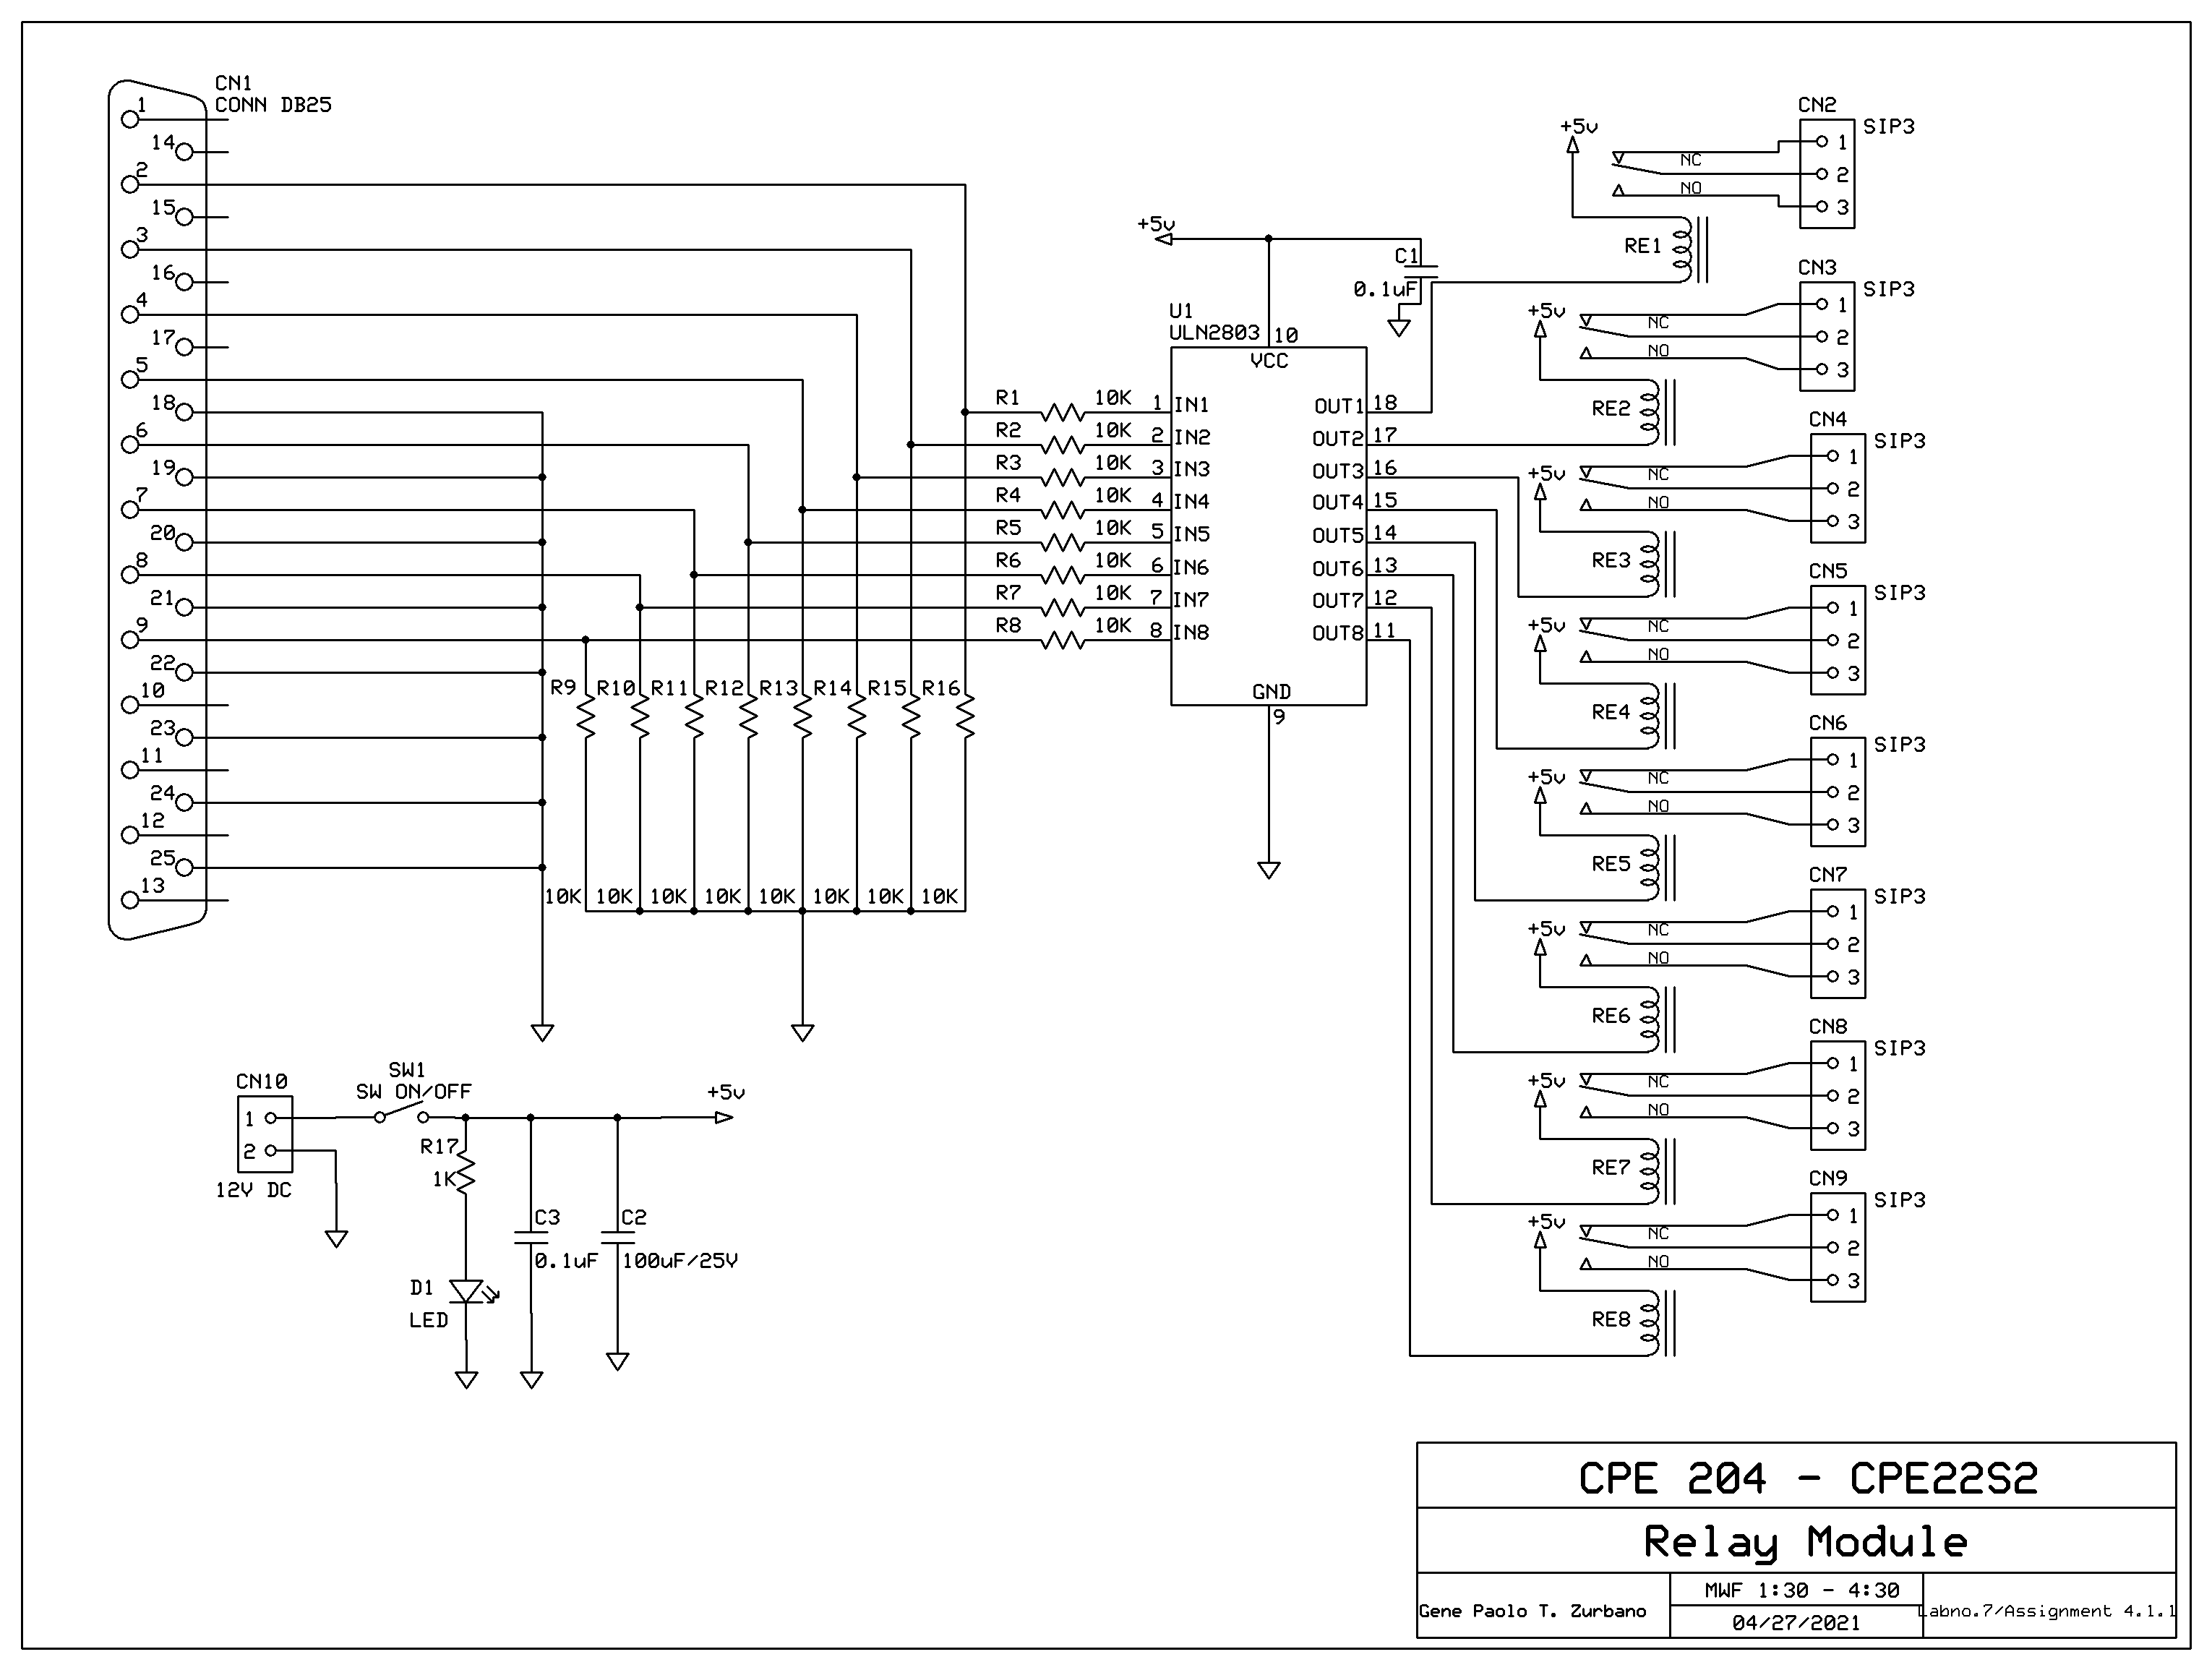 CN1
CONN DB25
1
14
2
15
3
16
4
17
5
18
6
19
7
20
8
21
9
22
10
23
11
24
12
25
13
R1 10K
R2 10K
R3 10K
R4 10K
R5 10K
R6 10K
R7 10K
R8 10K
R9 R10 R11 R12 R13 R14 R15 R16
10K 10K 10K 10K 10K 10K 10K 10K
+5v
C1
0.1uF
U1
ULN2803
10
VCC
1 IN1 OUT1 18
2 IN2 OUT2 17
3 IN3 OUT3 16
4 IN4 OUT4 15
5 IN5 OUT5 14
6 IN6 OUT6 13
7 IN7 OUT7 12
8 IN8 OUT8 11
GND
9
CN2
+5v
SIP3
1
NC
2
NO
3
RE1
CN3
SIP3
+5v
1
NC
2
NO
3
RE2
CN4
SIP3
+5v
1
NC
2
NO
3
RE3
CN5
SIP3
+5v
1
NC
2
NO
3
RE4
CN6
SIP3
+5v
1
NC
2
NO
3
RE5
CN7
SIP3
+5v
1
NC
2
NO
3
RE6
CN8
SIP3
+5v
1
NC
2
NO
3
RE7
CN9
SIP3
+5v
1
NC
2
NO
3
RE8
CN10
1
2
12V DC
SW1
SW ON/OFF
+5v
R17
1K
D1
LED
C3
0.1uF
C2
100uF/25V
CPE 204 - CPE22S2
Relay Module
Gene Paolo T. Zurbano
MWF 1:30 - 4:30
04/27/2021
Labno.7/Assignment 4.1.1